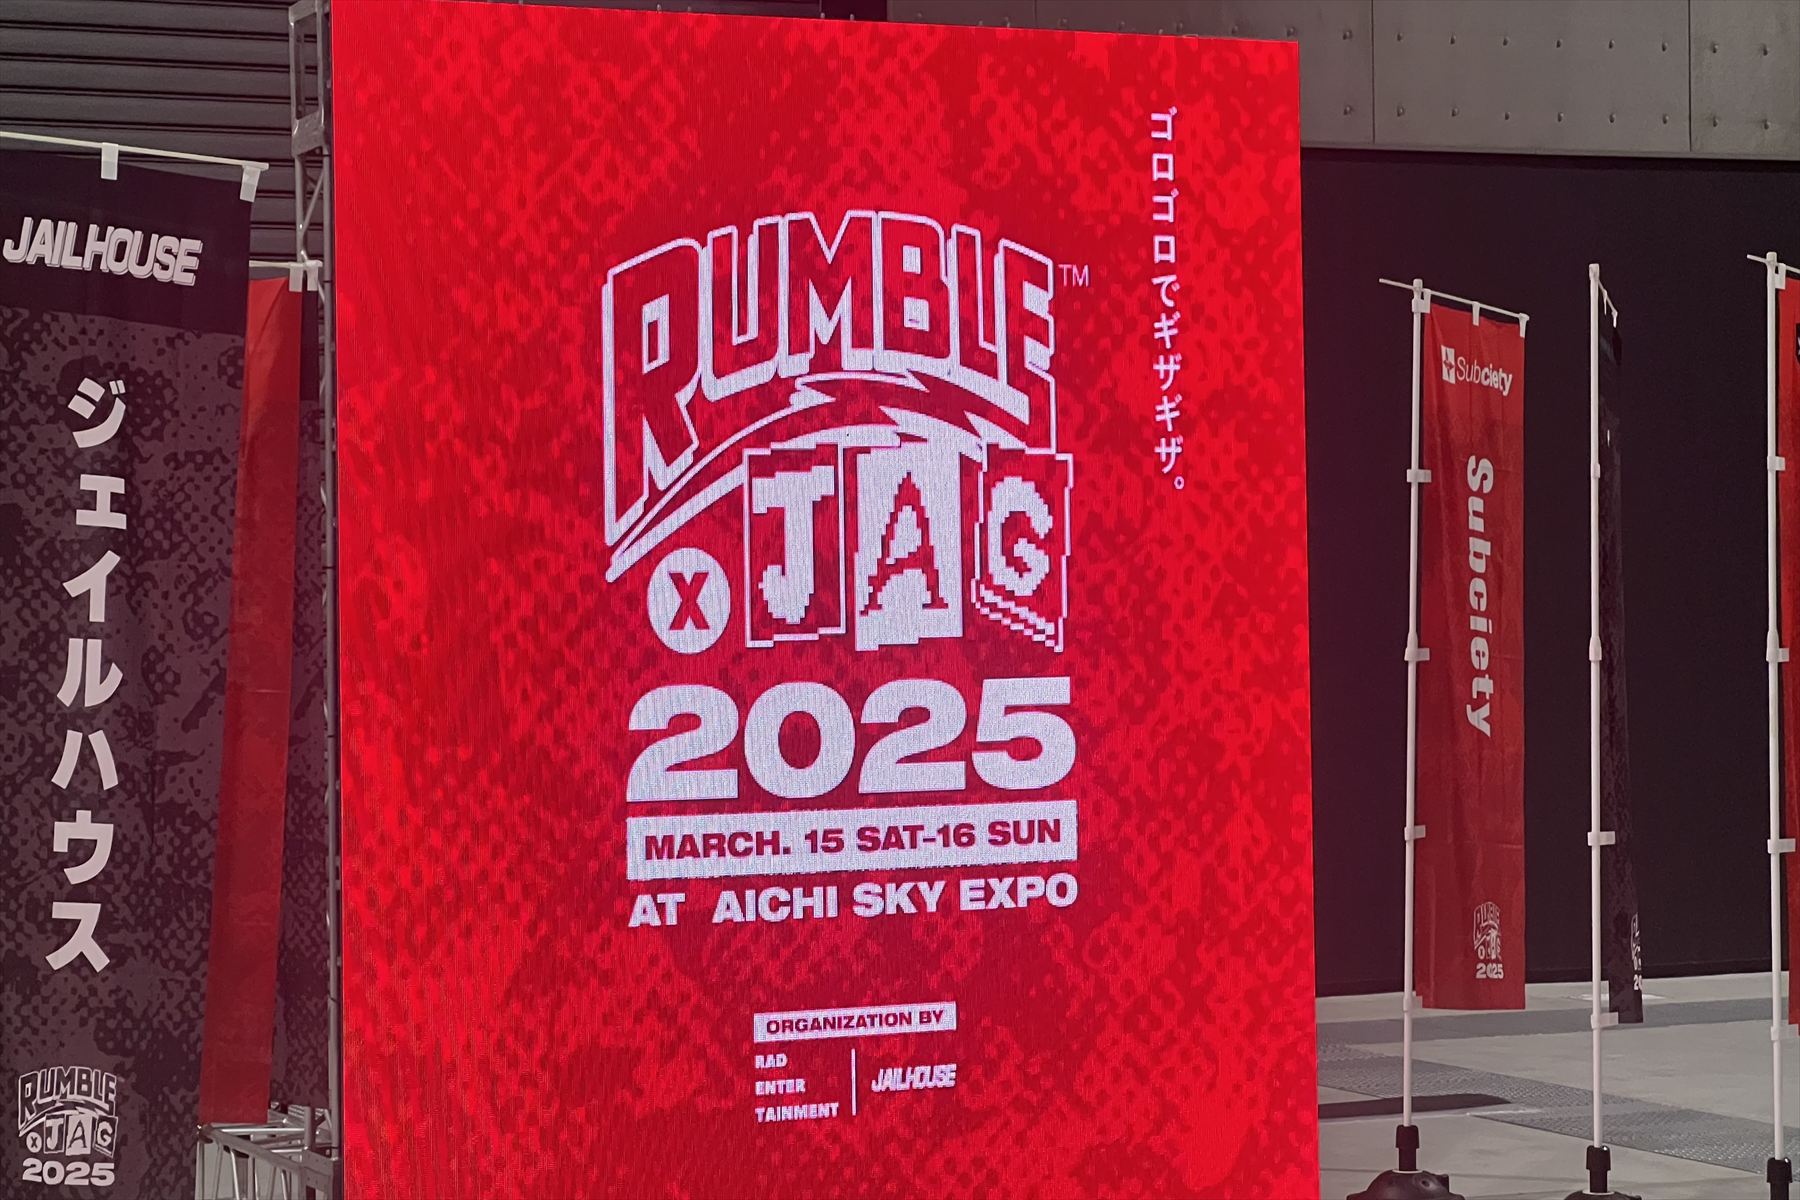 JAILHOUSE
ジェイルハウス
RUMBLE
X JAG
2025
RUMBLE™
X JAG
2025
MARCH. 15 SAT-16 SUN
AT AICHI SKY EXPO
ゴロゴロでギザギザ。
ORGANIZATION BY
RAD
ENTER
TAINMENT
JAILHOUSE
Subciety
Subciety
RUMBLE
X JAG
2025